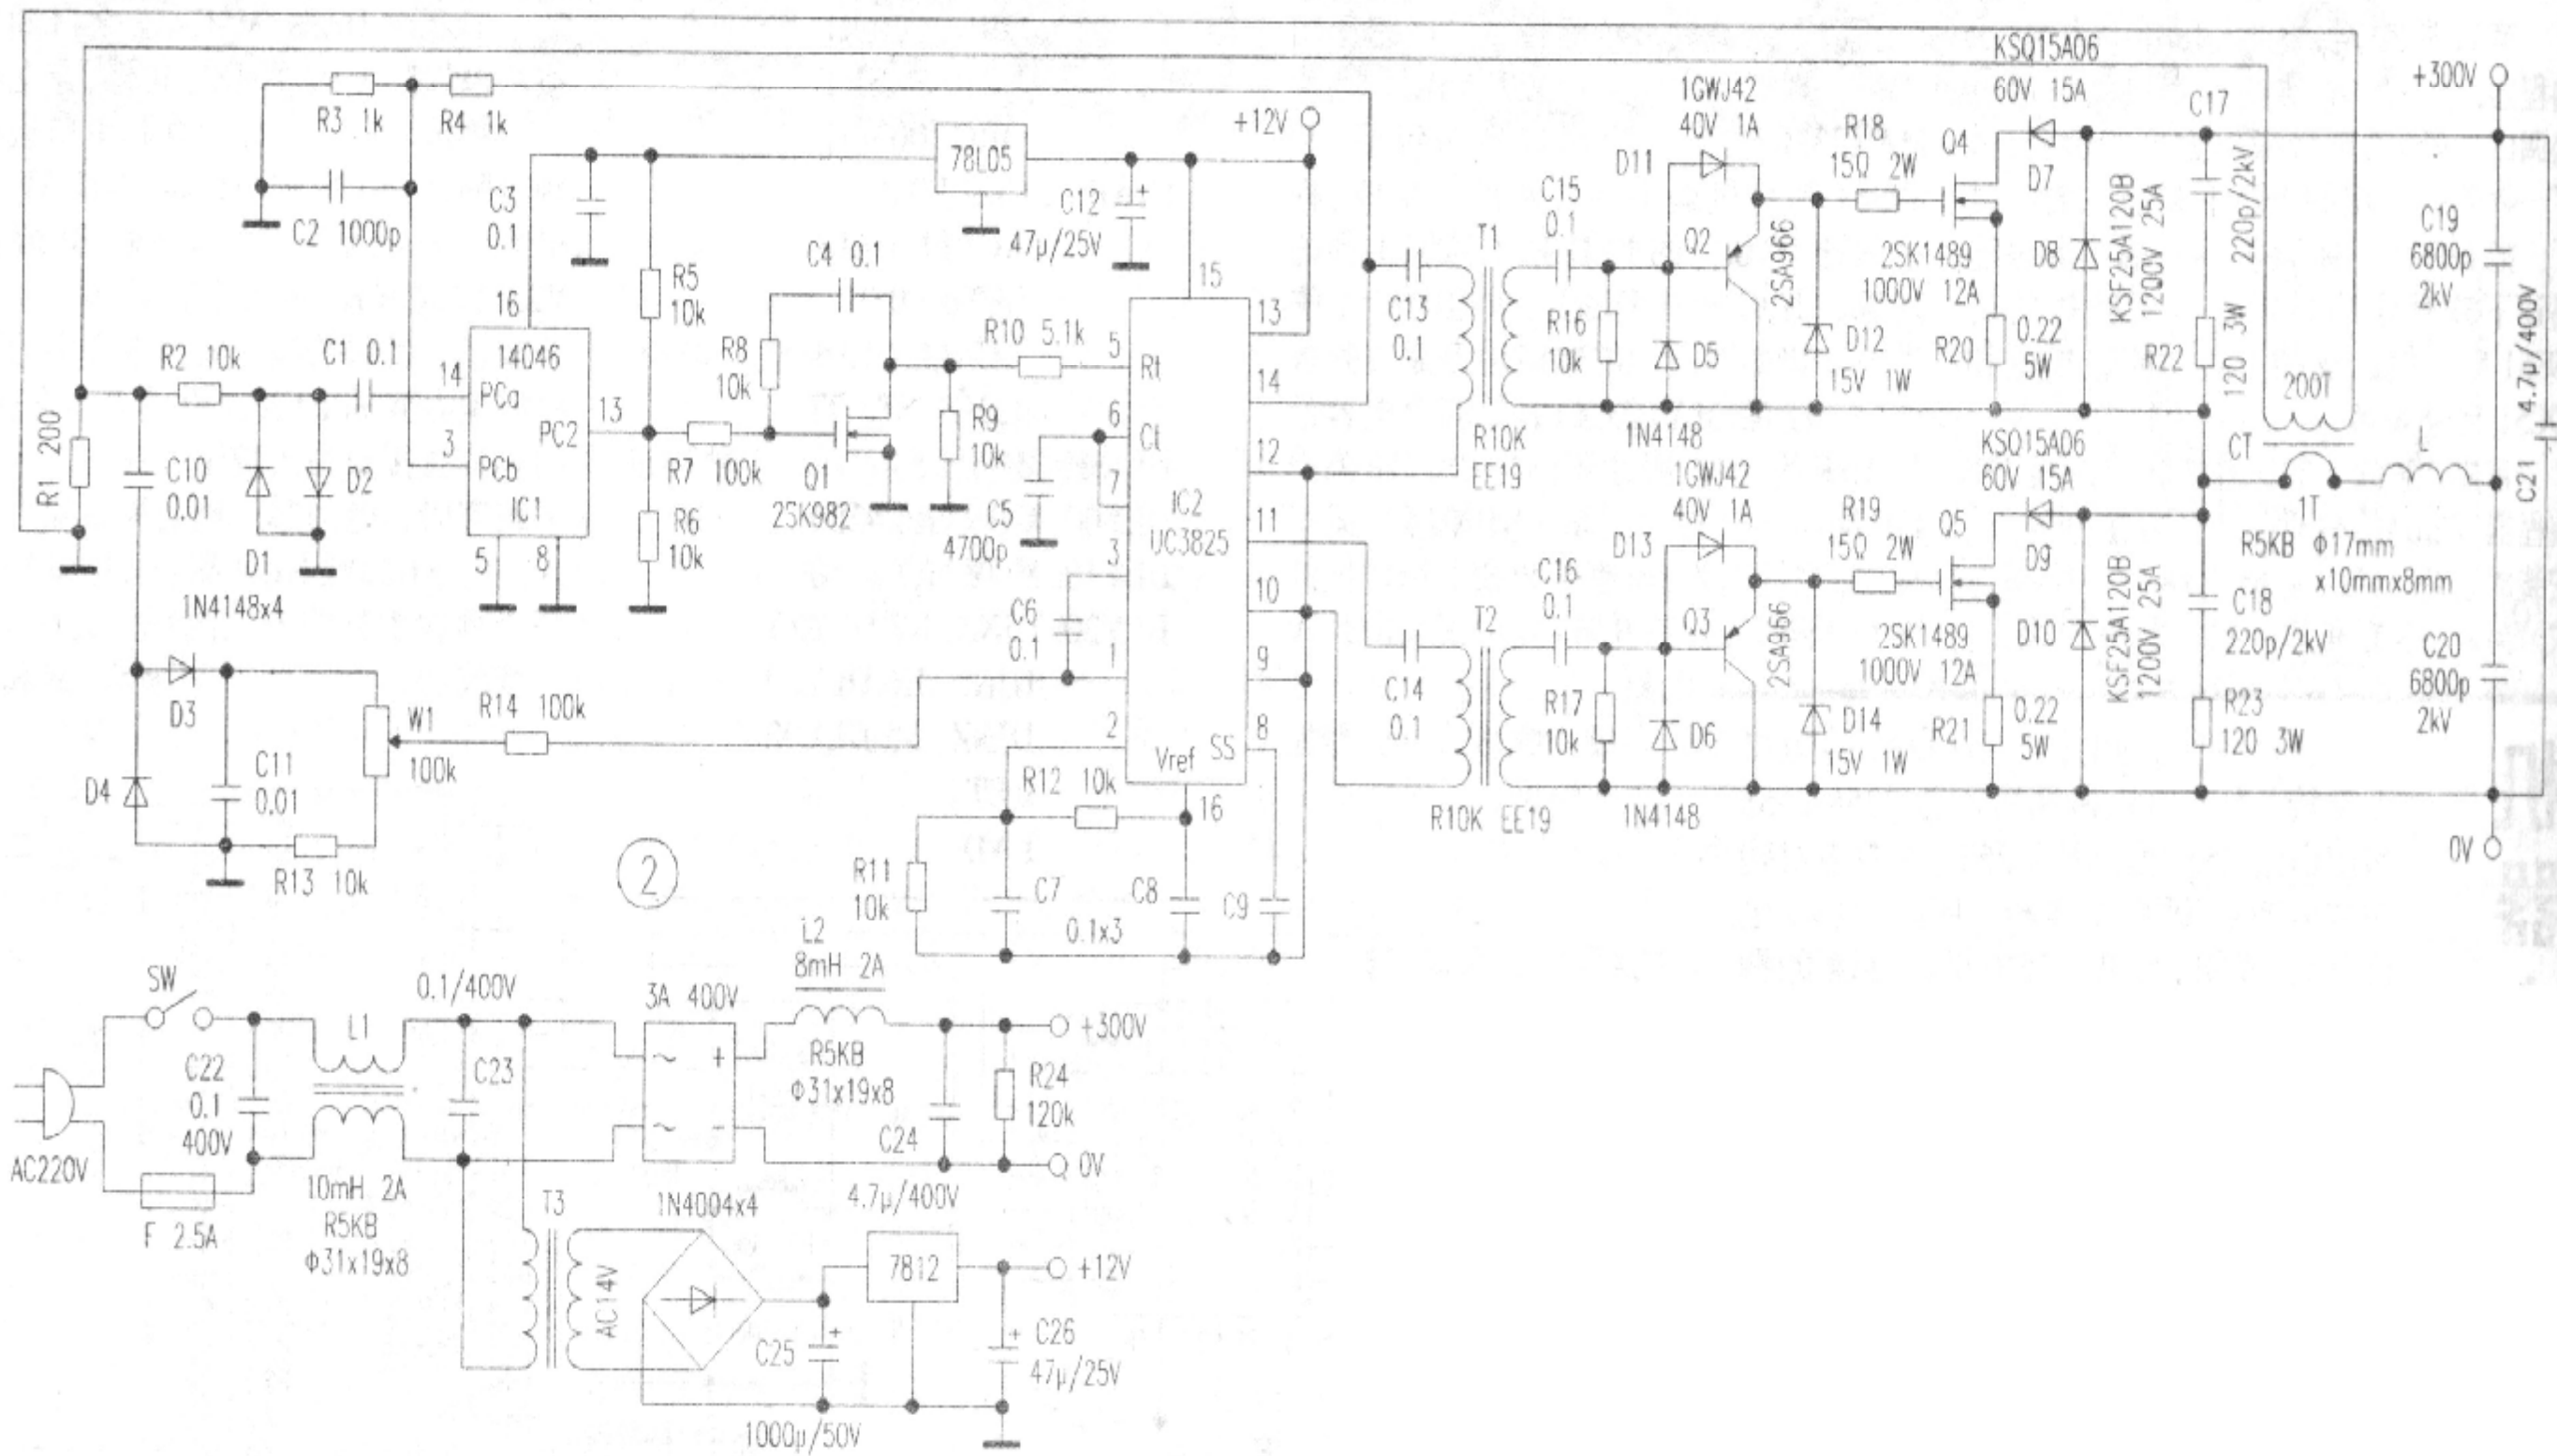 KSQ15A06
60V 15A
+300V
1GWJ42
40V 1A
C17
R3 1k
R4 1k
+12V
R18
15Ω 2W
Q4
78L05
D11
D7
C3
0.1
C12
47µ/25V
C15
0.1
T1
Q2
2SA966
D8
KSF25A120B
1200V 25A
220p/2kV
C19
6800p
2kV
C2 1000p
C4 0.1
R5
10k
2SK1489
1000V 12A
16
15
13
C13
0.1
R16
10k
D5
D12
15V 1W
R20
0.22
5W
R22
120 3W
4.7µ/400V
C21
R2 10k
C1 0.1
14046
R8
10k
R10 5.1k
5
Rt
14
14
PCa
200T
R1 200
13
PC2
6
Ct
R9
10k
3
PCb
C10
0,01
D2
R7 100k
Q1
2SK982
12
7
R10K
EE19
1N4148
KSQ15A06
60V 15A
CT
L
1T
R5KB Φ17mm
x10mmx8mm
IC1
IC2
UC3825
C5
4700p
1GWJ42
40V 1A
11
D1
1N4148x4
5
8
R6
10k
3
D13
R19
15Ω 2W
Q5
D9
C6
0.1
10
C16
0.1
T2
Q3
2SA966
D10
KSF25A120B
1200V 25A
C18
220p/2kV
2SK1489
1000V 12A
C20
6800p
2kV
1
9
D3
W1
100k
R14 100k
C14
0.1
R17
10k
D6
D14
15V 1W
R21
0.22
5W
R23
120 3W
2
8
Vref
SS
D4
C11
0,01
R12 10k
16
R10K EE19
1N4148
0V
R13 10k
2
R11
10k
C7
C8
C9
0.1x3
L2
8mH 2A
SW
0.1/400V
3A 400V
+300V
L1
C22
0.1
400V
C23
~
+
~
-
R5KB
Φ31x19x8
R24
120k
C24
0V
AC220V
F 2.5A
10mH 2A
R5KB
Φ31x19x8
T3
1N4004x4
4.7µ/400V
AC14V
7812
+12V
C25
+
+
C26
47µ/25V
1000µ/50V